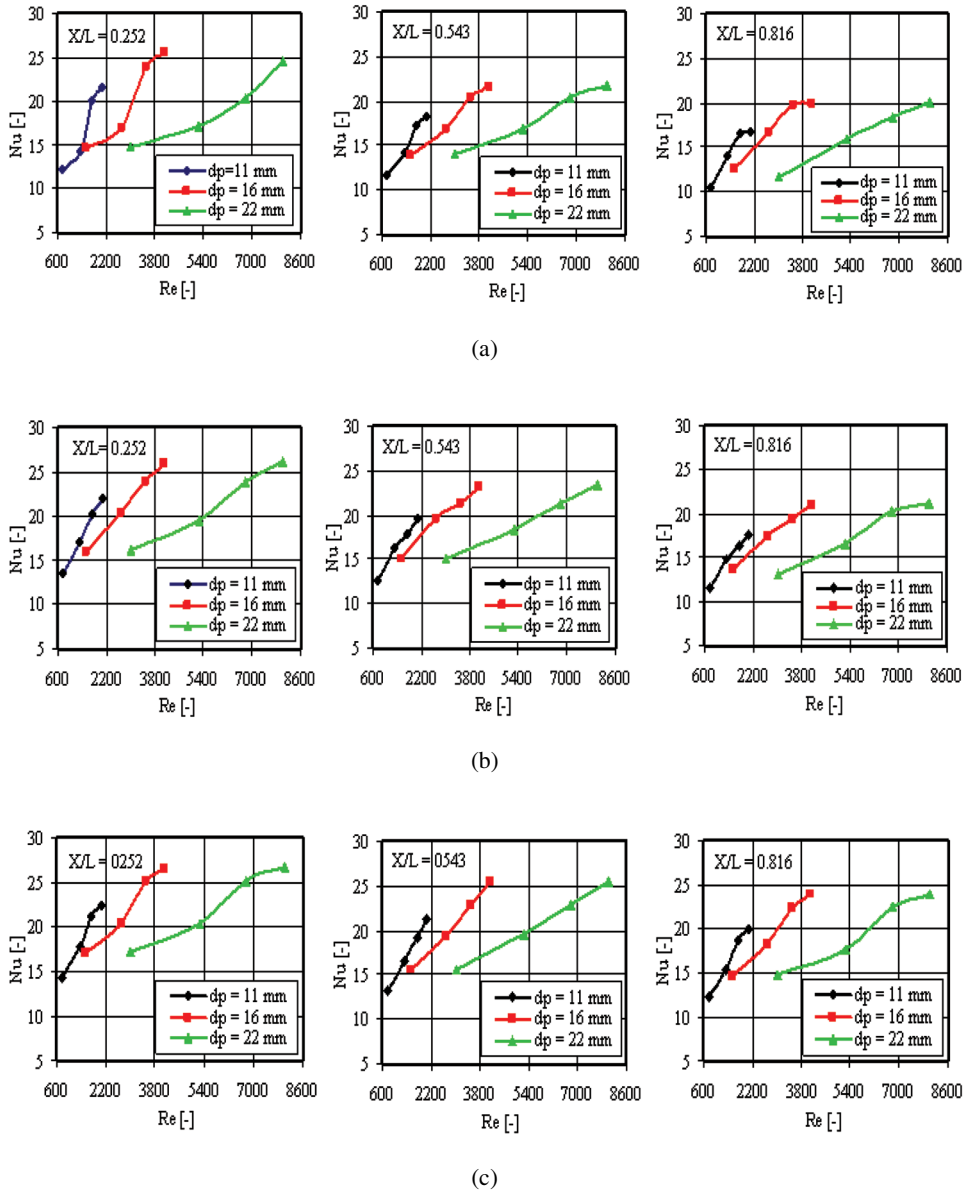 X/L = 0.252
30
25
20
15
10
5
Nu [-]
dp=11 mm
dp = 16 mm
dp = 22 mm
600 2200 3800 5400 7000 8600
Re [-]
X/L = 0.543
30
25
20
15
10
5
Nu [-]
dp = 11 mm
dp = 16 mm
dp = 22 mm
600 2200 3800 5400 7000 8600
Re [-]
X/L = 0.816
30
25
20
15
10
5
Nu [-]
dp = 11 mm
dp = 16 mm
dp = 22 mm
600 2200 3800 5400 7000 8600
Re [-]
(a)
X/L= 0.252
30
25
20
15
10
5
Nu [-]
dp = 11 mm
dp = 16 mm
dp = 22 mm
600 2200 3800 5400 7000 8600
Re [-]
X/L = 0.543
30
25
20
15
10
5
Nu [-]
dp = 11 mm
dp = 16 mm
dp = 22 mm
600 2200 3800 5400 7000 8600
Re [-]
X/L = 0.816
30
25
20
15
10
5
Nu [-]
dp = 11 mm
dp = 16 mm
dp = 22 mm
600 2200 3800 5400 7000 8600
Re [-]
(b)
X/L = 0252
30
25
20
15
10
5
Nu [-]
dp = 11 mm
dp = 16 mm
dp = 22 mm
600 2200 3800 5400 7000 8600
Re [-]
X/L = 0543
30
25
20
15
10
5
Nu [-]
dp = 11 mm
dp = 16 mm
dp = 22 mm
600 2200 3800 5400 7000 8600
Re [-]
X/L = 0.816
30
25
20
15
10
5
Nu [-]
dp = 11 mm
dp = 16 mm
dp = 22 mm
600 2200 3800 5400 7000 8600
Re [-]
(c)